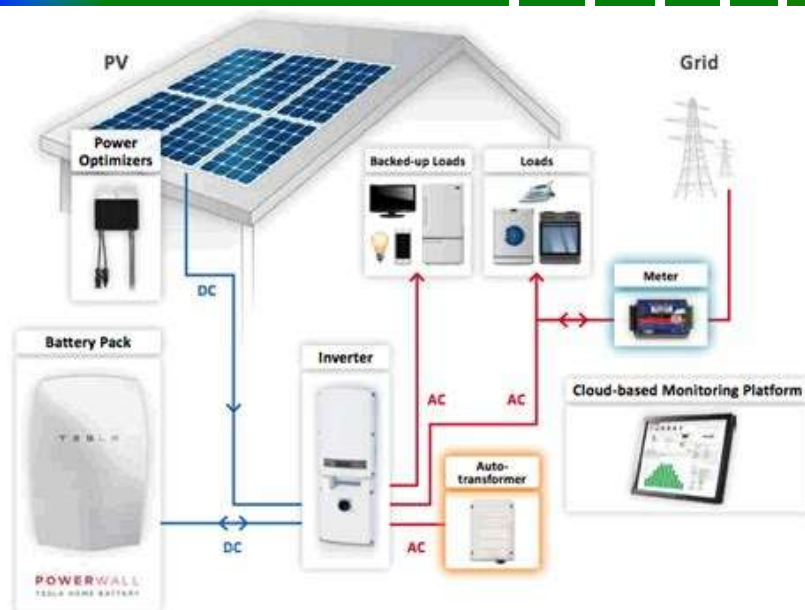 PV
Grid
Power
Optimizers
Backed-up Loads
Loads
DC
Meter
Battery Pack
Inverter
TESLA
AC
AC
Cloud-based Monitoring Platform
Auto-
transformer
DC
AC
POWERWALL
TESLA HOME BATTERY